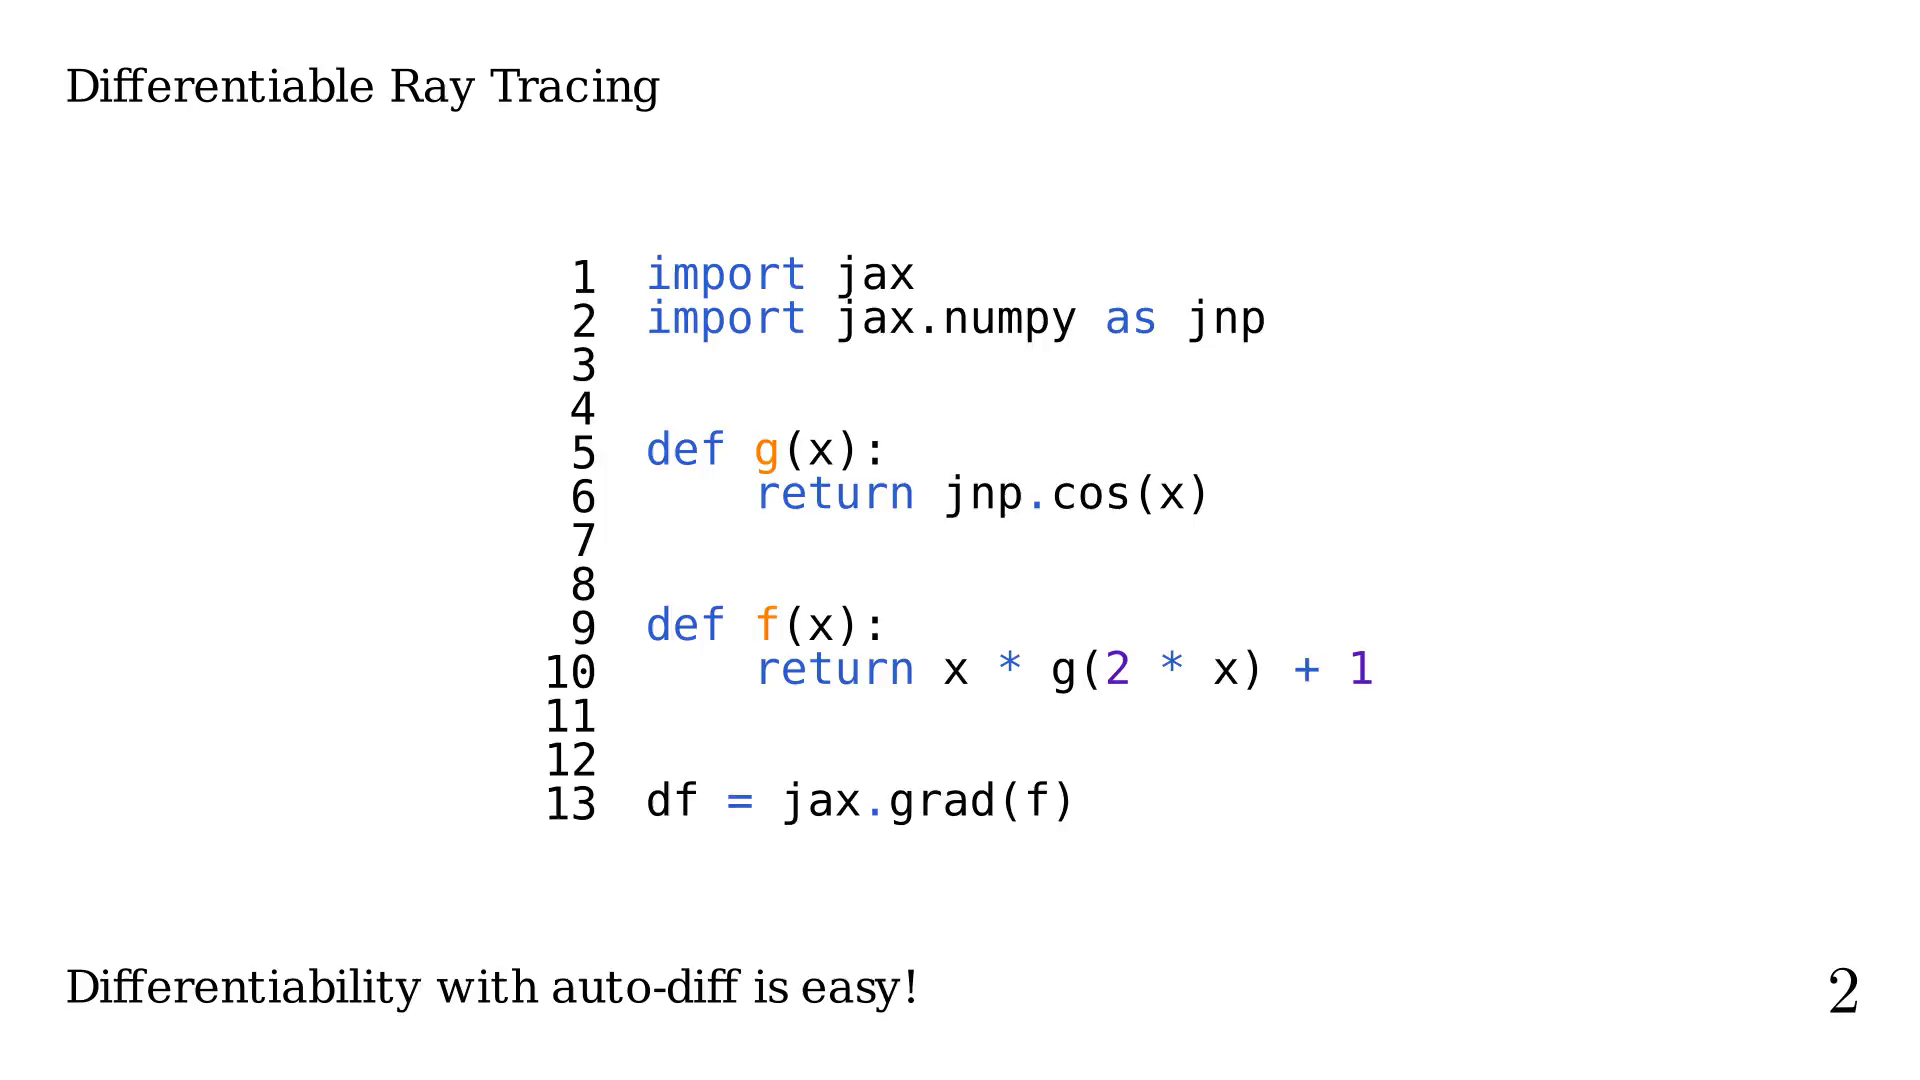 Differentiable Ray Tracing
1 import jax
2 import jax.numpy as jnp
3
4
5 def g(x):
6     return jnp.cos(x)
7
8
9 def f(x):
10     return x * g(2 * x) + 1
11
12
13 df = jax.grad(f)
Differentiability with auto-diff is easy!
2